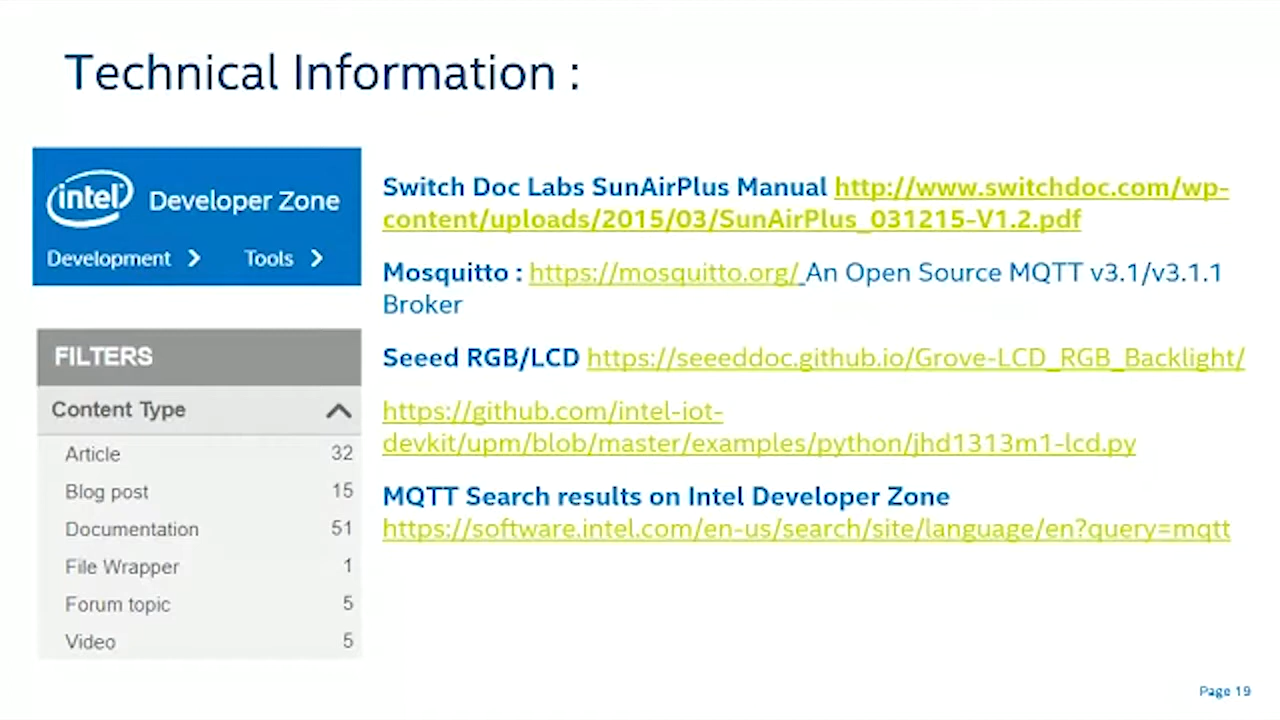 Technical Information :
intel Developer Zone
Development > Tools >
FILTERS
Content Type
Article 32
Blog post 15
Documentation 51
File Wrapper 1
Forum topic 5
Video 5
Switch Doc Labs SunAirPlus Manual http://www.switchdoc.com/wp-
content/uploads/2015/03/SunAirPlus_031215-V1.2.pdf
Mosquitto : https://mosquitto.org/ An Open Source MQTT v3.1/v3.1.1
Broker
Seeed RGB/LCD https://seeeddoc.github.io/Grove-LCD_RGB_Backlight/
https://github.com/intel-iot-
devkit/upm/blob/master/examples/python/jhd1313m1-lcd.py
MQTT Search results on Intel Developer Zone
https://software.intel.com/en-us/search/site/language/en?query=mqtt
Page 19